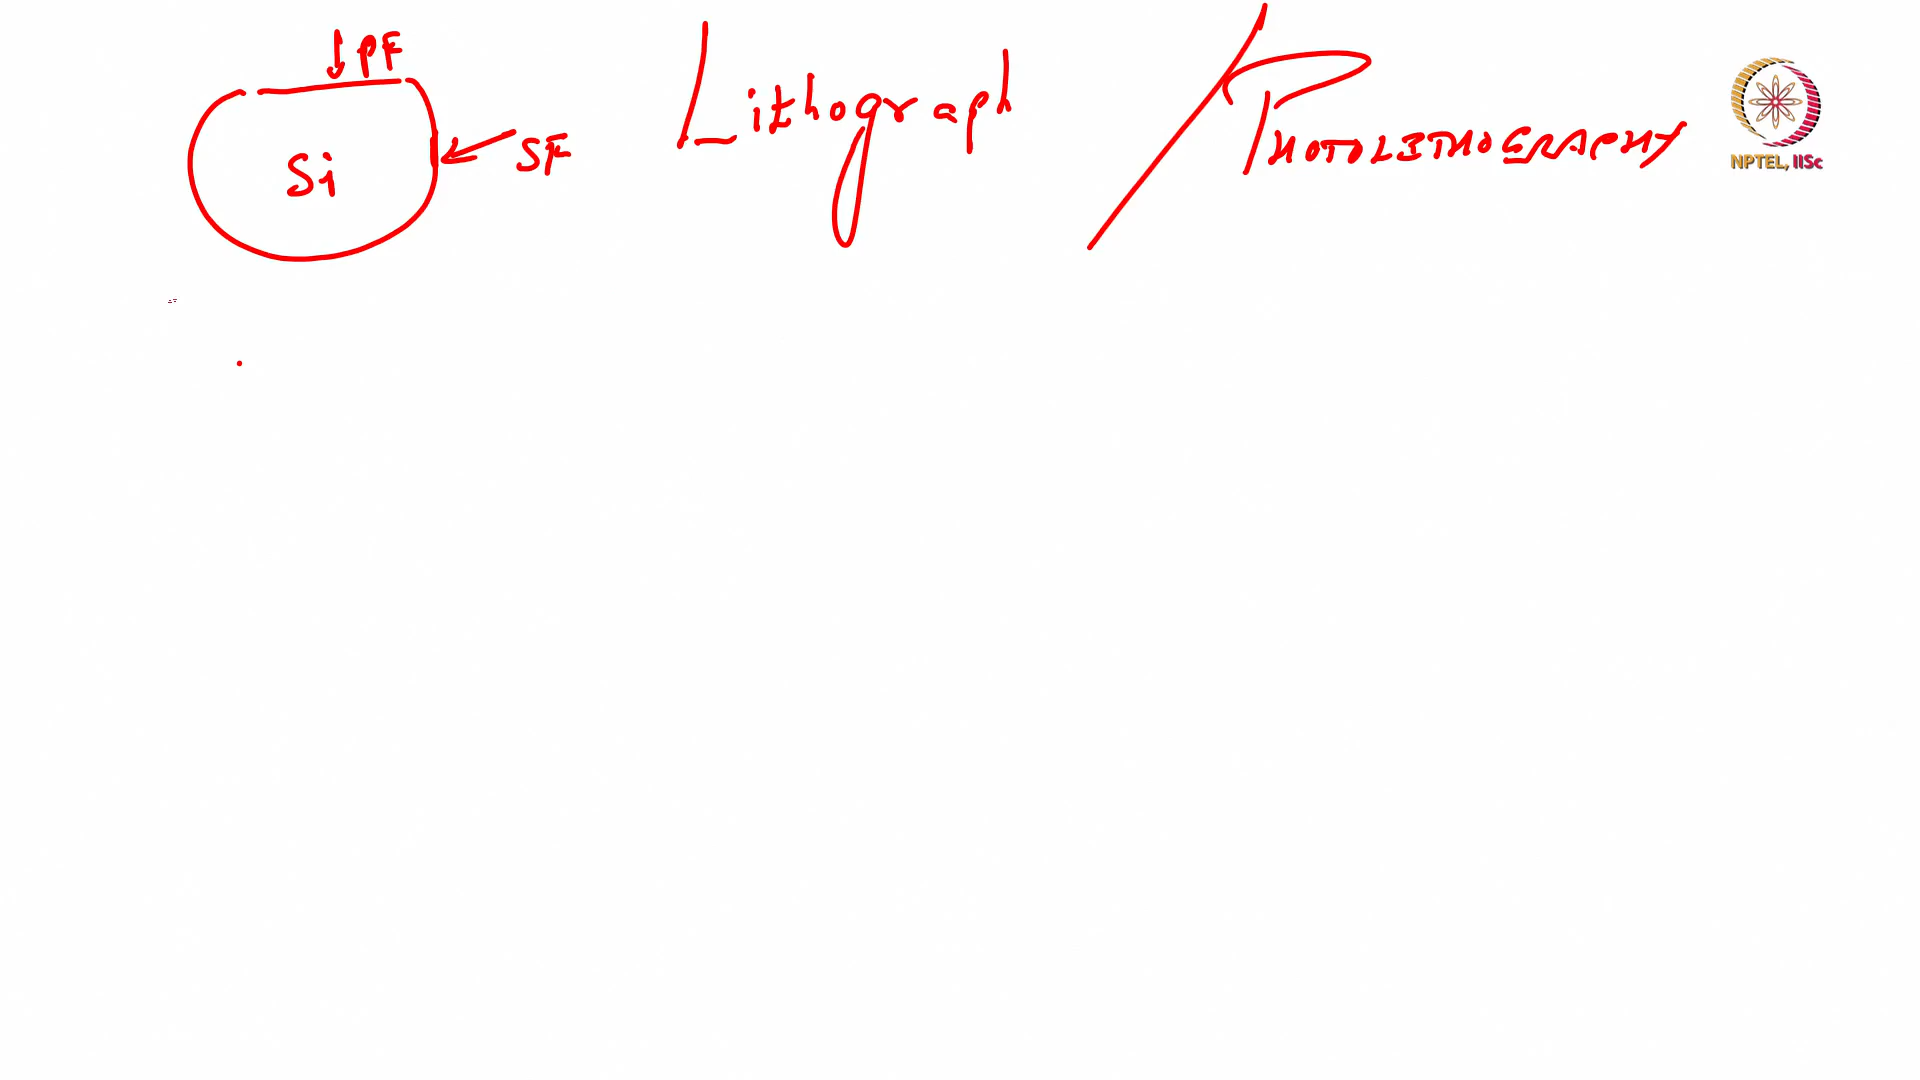 PF
Si
SF
Lithograph
PHOTOLITHOGRAPHY
NPTEL, IISc